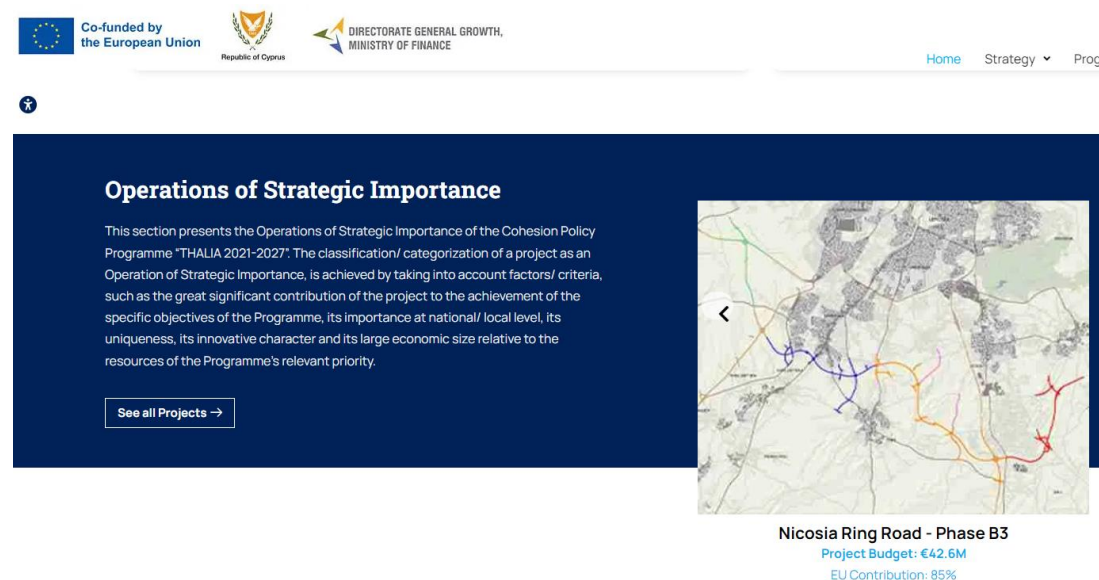 Co-funded by
the European Union
Republic of Cyprus
DIRECTORATE GENERAL GROWTH,
MINISTRY OF FINANCE
Home Strategy Prog
Operations of Strategic Importance
This section presents the Operations of Strategic Importance of the Cohesion Policy
Programme “THALIA 2021-2027”. The classification/ categorization of a project as an
Operation of Strategic Importance, is achieved by taking into account factors/ criteria,
such as the great significant contribution of the project to the achievement of the
specific objectives of the Programme, its importance at national/ local level, its
uniqueness, its innovative character and its large economic size relative to the
resources of the Programme's relevant priority.
See all Projects →
Nicosia Ring Road - Phase B3
Project Budget: €42.6M
EU Contribution: 85%